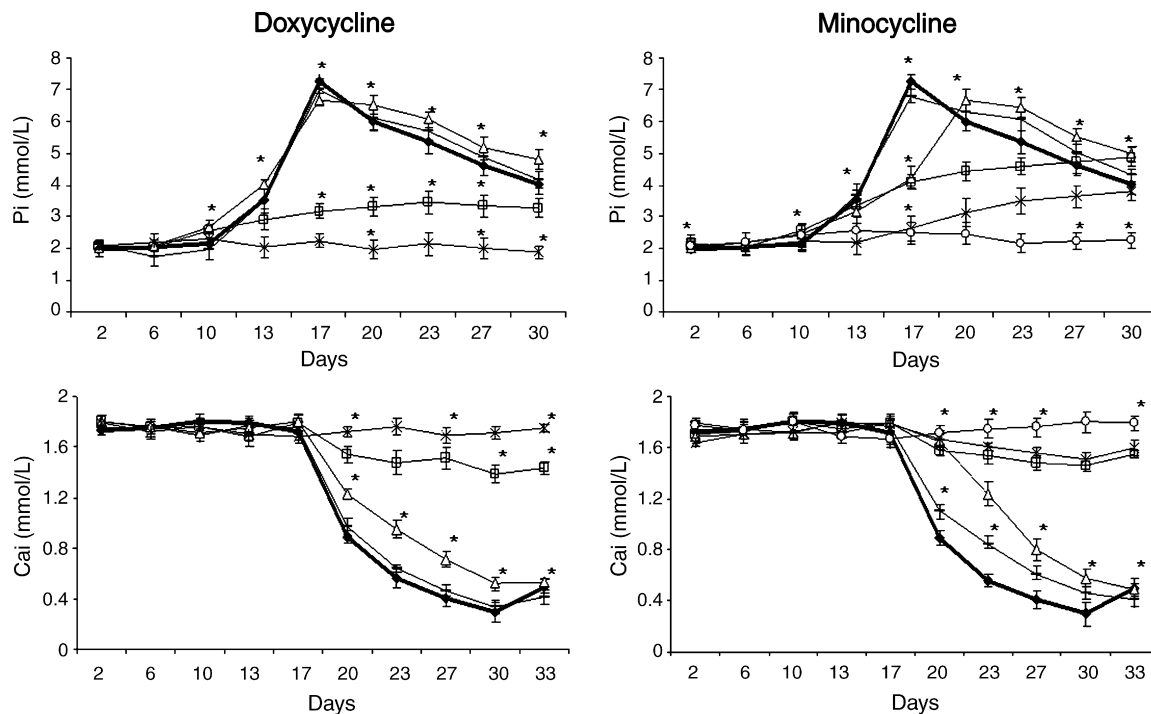 Doxycycline
Minocycline
Pi (mmol/L)
8
7
6
5
4
3
2
1
0
2 6 10 13 17 20 23 27 30
Days
* * * * * * *
* * * *
* * *
Pi (mmol/L)
8
7
6
5
4
3
2
1
0
2 6 10 13 17 20 23 27 30
Days
* * * * * * * *
* *
* *
Cai (mmol/L)
2
1.6
1.2
0.8
0.4
0
2 6 10 13 17 20 23 27 30 33
Days
* * *
* *
* * * * *
Cai (mmol/L)
2
1.6
1.2
0.8
0.4
0
2 6 10 13 17 20 23 27 30 33
Days
* * * *
* * * * *